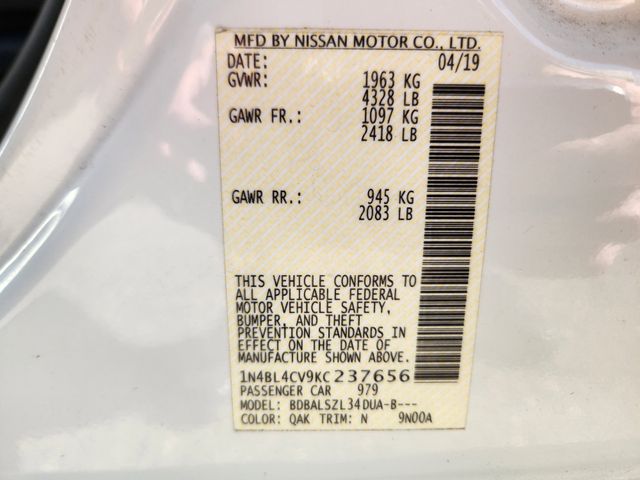 MFD BY NISSAN MOTOR CO., LTD.
DATE: 04/19
GVWR: 1963 KG
4328 LB
GAWR FR.: 1097 KG
2418 LB
GAWR RR.: 945 KG
2083 LB
THIS VEHICLE CONFORMS TO
ALL APPLICABLE FEDERAL
MOTOR VEHICLE SAFETY,
BUMPER, AND THEFT
PREVENTION STANDARDS IN
EFFECT ON THE DATE OF
MANUFACTURE SHOWN ABOVE.
1N4BL4CV9KC237656
PASSENGER CAR 979
MODEL: BDBALSZL34DUA-B---
COLOR: QAK TRIM: N 9N00A